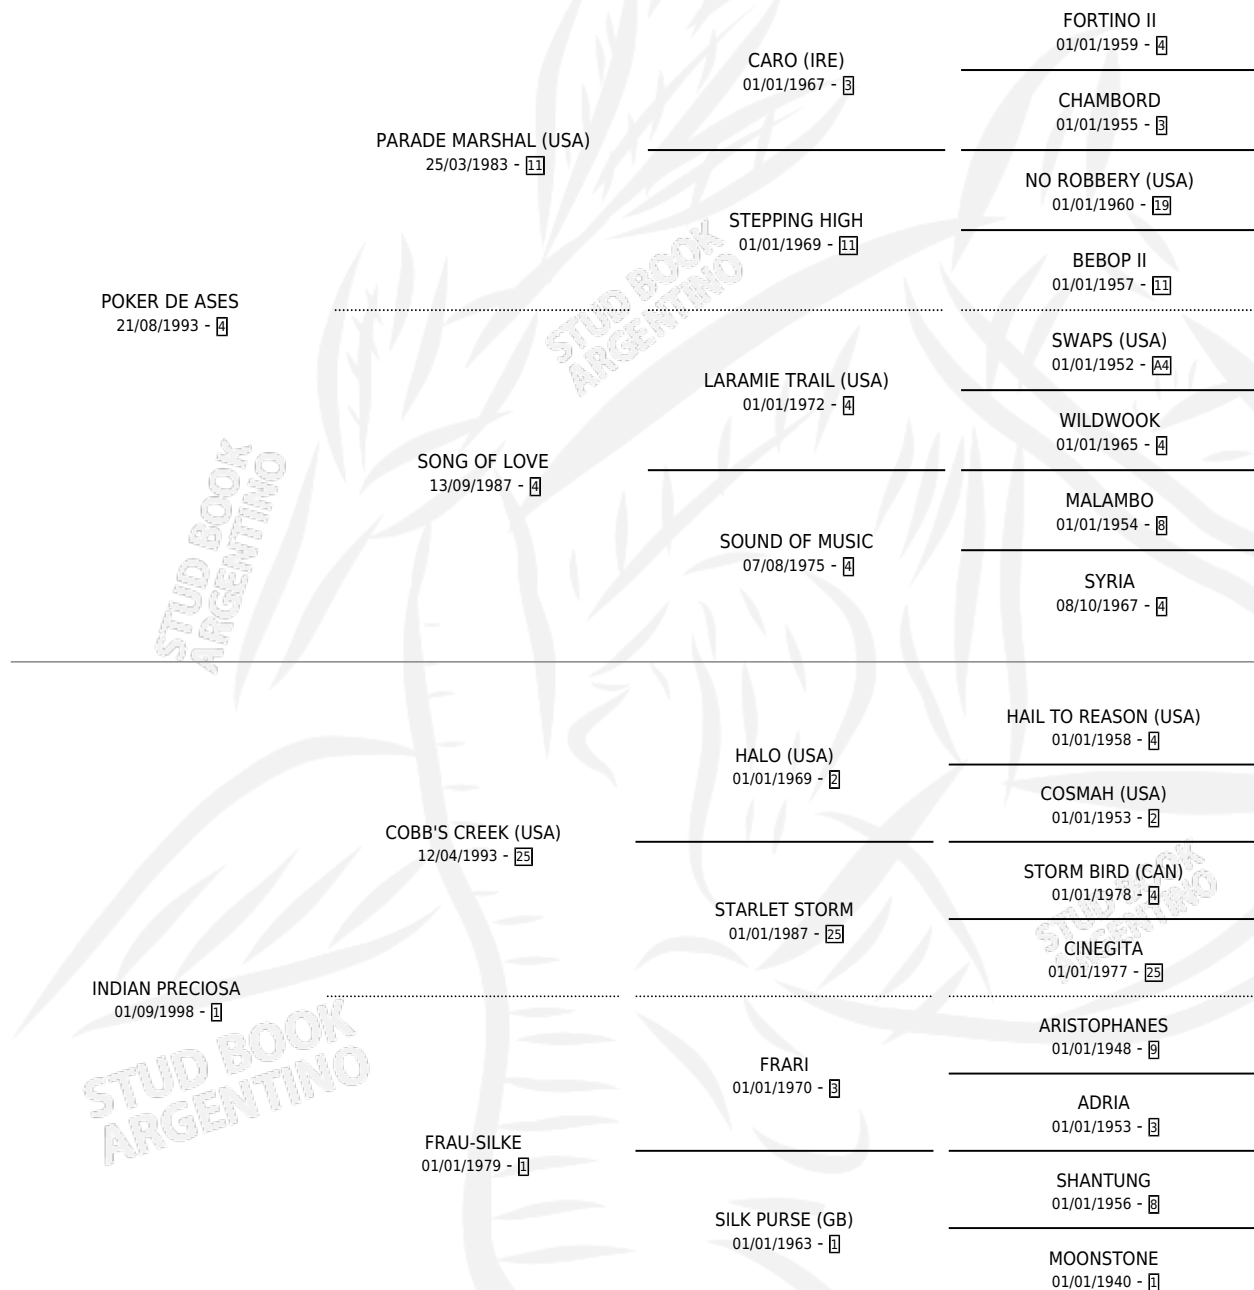 FORTINO II
01/01/1959 - 4
CARO (IRE)
01/01/1967 - 3
CHAMBORD
01/01/1955 - 3
PARADE MARSHAL (USA)
25/03/1983 - 11
NO ROBBERY (USA)
01/01/1960 - 19
STEPPING HIGH
01/01/1969 - 11
BEBOP II
01/01/1957 - 11
POKER DE ASES
21/08/1993 - 4
STUD BOOK
ARGENTINO
SWAPS (USA)
01/01/1952 - A4
LARAMIE TRAIL (USA)
01/01/1972 - 4
WILDWOOK
01/01/1965 - 4
SONG OF LOVE
13/09/1987 - 4
MALAMBO
01/01/1954 - 8
SOUND OF MUSIC
07/08/1975 - 4
SYRIA
08/10/1967 - 4
STUD BOOK
ARGENTINO
HAIL TO REASON (USA)
01/01/1958 - 4
HALO (USA)
01/01/1969 - 2
COSMAH (USA)
01/01/1953 - 2
COBB'S CREEK (USA)
12/04/1993 - 25
STORM BIRD (CAN)
01/01/1978 - 4
STARLET STORM
01/01/1987 - 25
STUD BOOK
ARGENTINO
CINEGITA
01/01/1977 - 25
INDIAN PRECIOSA
01/09/1998 - 1
ARISTOPHANES
01/01/1948 - 9
FRARI
01/01/1970 - 3
STUD BOOK
ARGENTINO
ADRIA
01/01/1953 - 3
FRAU-SILKE
01/01/1979 - 1
SHANTUNG
01/01/1956 - 8
SILK PURSE (GB)
01/01/1963 - 1
MOONSTONE
01/01/1940 - 1